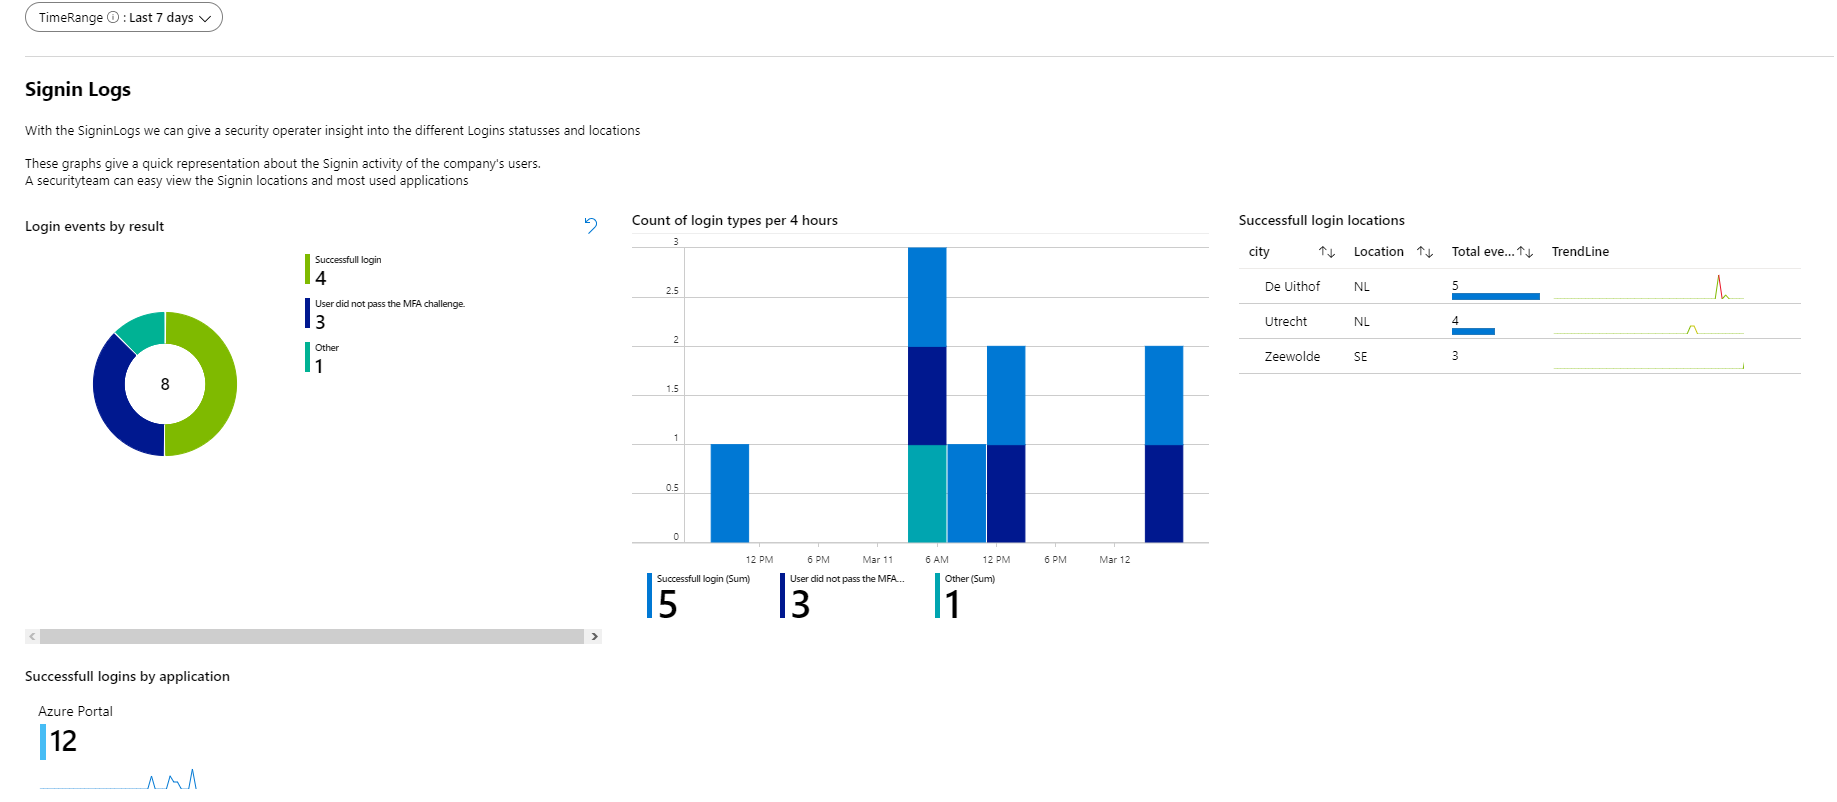 TimeRange ⓘ : Last 7 days
Signin Logs
With the SigninLogs we can give a security operater insight into the different Logins statusses and locations
These graphs give a quick representation about the Signin activity of the company's users.
A securityteam can easy view the Signin locations and most used applications
Login events by result
Successfull login
4
User did not pass the MFA challenge.
3
Other
1
8
Count of login types per 4 hours
3
2.5
2
1.5
1
0.5
0
12 PM 6 PM Mar 11 6 AM 12 PM 6 PM Mar 12
Successfull login (Sum)
5
User did not pass the MFA...
3
Other (Sum)
1
Successfull login locations
city Location Total eve... TrendLine
De Uithof NL 5
Utrecht NL 4
Zeewolde SE 3
Successfull logins by application
Azure Portal
12